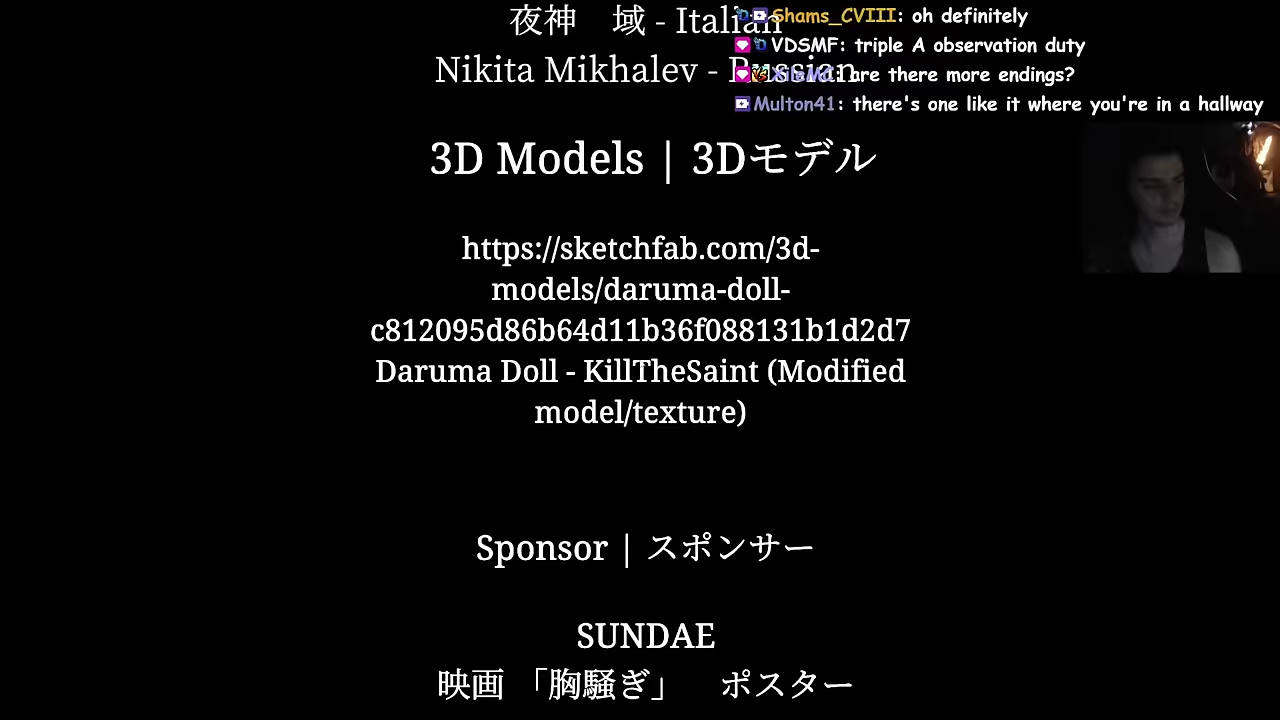 夜神　域 - Italian
Nikita Mikhalev - Russian
Shams_CVIII: oh definitely
VDSMF: triple A observation duty
are there more endings?
Multon41: there's one like it where you're in a hallway
3D Models | 3Dモデル
https://sketchfab.com/3d-
models/daruma-doll-
c812095d86b64d11b36f088131b1d2d7
Daruma Doll - KillTheSaint (Modified
model/texture)
Sponsor | スポンサー
SUNDAE
映画 「胸騒ぎ」　ポスター